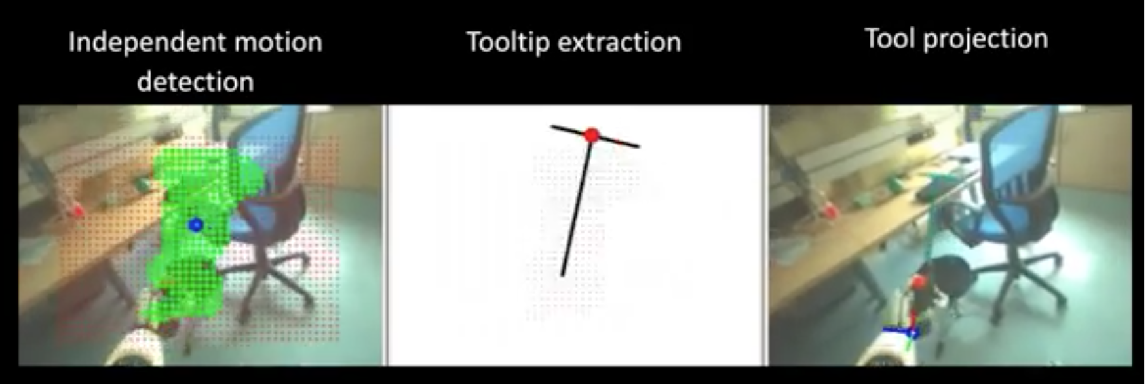 Independent motion
detection
Tooltip extraction
Tool projection